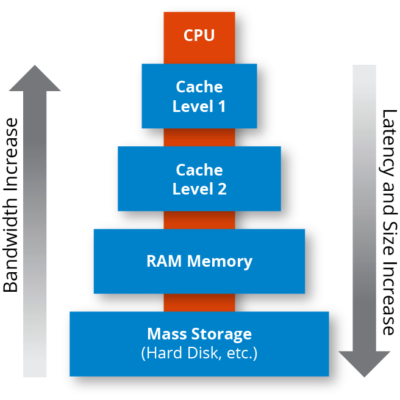 CPU
Cache
Level 1
Cache
Level 2
RAM Memory
Mass Storage
(Hard Disk, etc.)
Bandwidth Increase
Latency and Size Increase